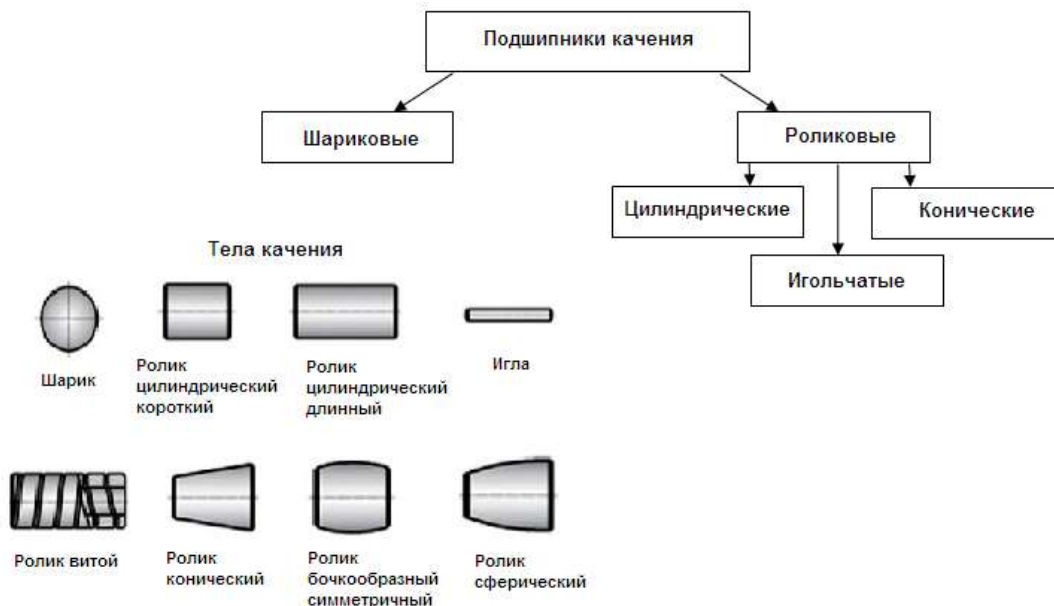 Подшипники качения
Шариковые
Роликовые
Цилиндрические
Конические
Игольчатые
Тела качения
Шарик
Ролик
цилиндрический
короткий
Ролик
цилиндрический
длинный
Игла
Ролик витой
Ролик
конический
Ролик
бочкообразный
симметричный
Ролик
сферический